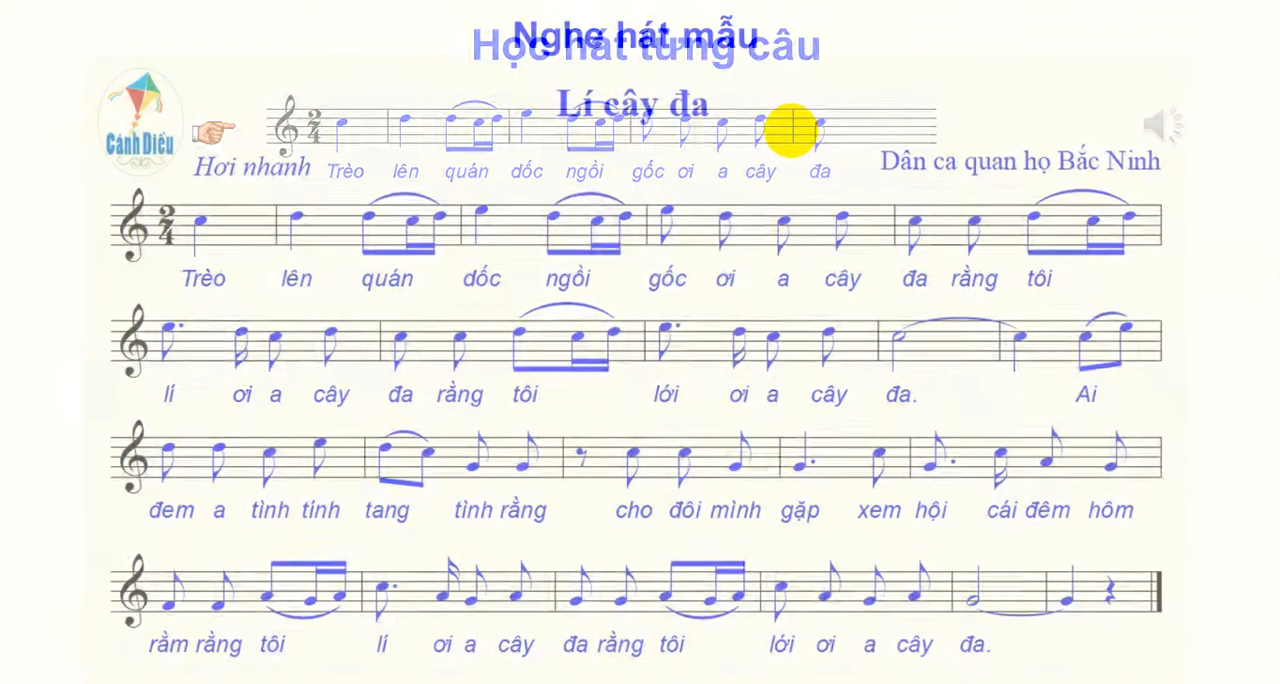 Nghe hát mẫu
Học hát từng câu
Lí cây đa
Cánh Diều
Hơi nhanh
Dân ca quan họ Bắc Ninh
2 4
Trèo lên quán dốc ngồi gốc ơi a cây đa
2 4
Trèo lên quán dốc ngồi gốc ơi a cây đa rằng tôi
lí ơi a cây đa rằng tôi lới ơi a cây đa. Ai
đem a tình tính tang tình rằng cho đôi mình gặp xem hội cái đêm hôm
rằm rằng tôi lí ơi a cây đa rằng tôi lới ơi a cây đa.